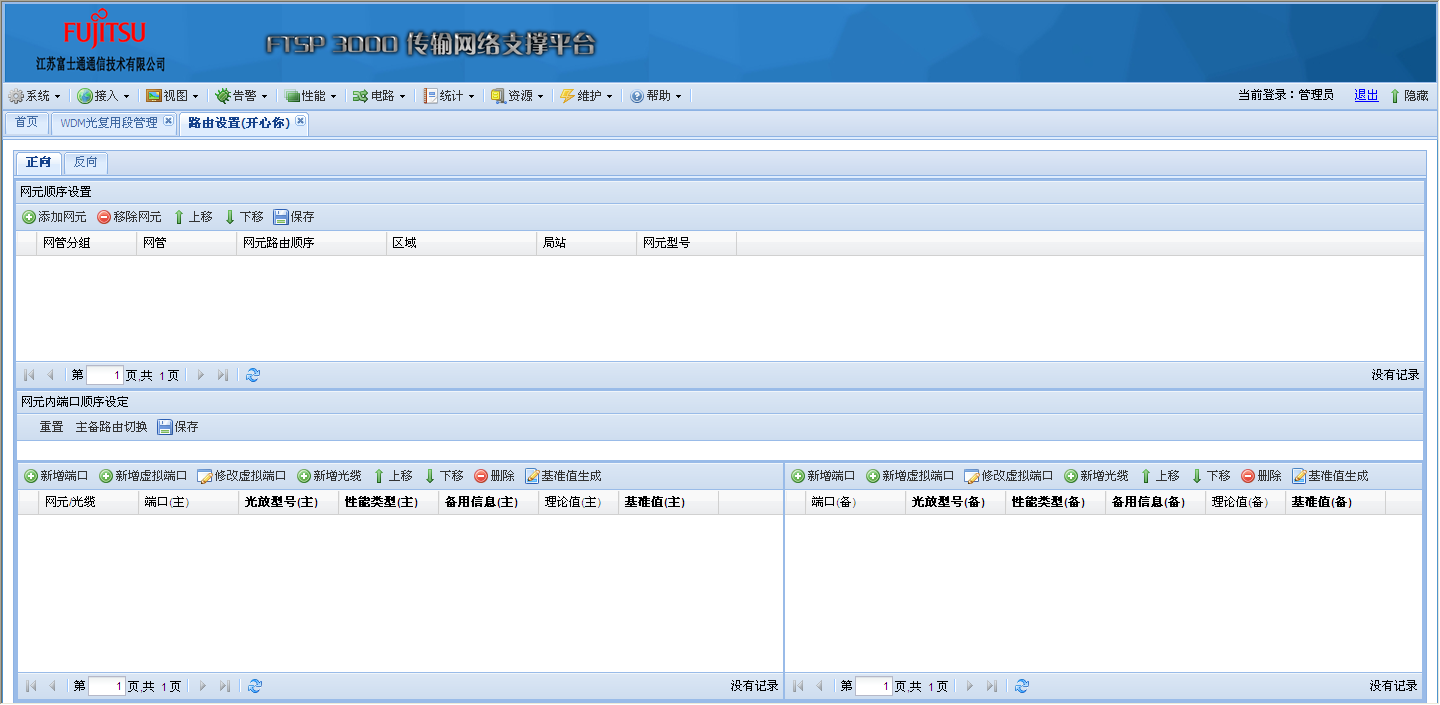 FUJITSU
江苏富士通通信技术有限公司
FTSP 3000 传输网络支撑平台
系统 接入 视图 告警 性能 电路 统计 资源 维护 帮助 当前登录：管理员 退出 隐藏
首页 WDM光复用段管理 路由设置(开心你)
正向 反向
网元顺序设置
添加网元 移除网元 上移 下移 保存
网管分组 网管 网元路由顺序 区域 局站 网元型号
第 1 页,共 1 页 没有记录
网元内端口顺序设定
重置 主备路由切换 保存
新增端口 新增虚拟端口 修改虚拟端口 新增光缆 上移 下移 删除 基准值生成
网元/光缆 端口(主) 光放型号(主) 性能类型(主) 备用信息(主) 理论值(主) 基准值(主)
第 1 页,共 1 页 没有记录
新增端口 新增虚拟端口 修改虚拟端口 新增光缆 上移 下移 删除 基准值生成
端口(备) 光放型号(备) 性能类型(备) 备用信息(备) 理论值(备) 基准值(备)
第 1 页,共 1 页 没有记录